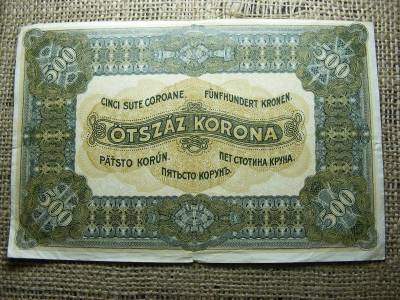 500 500
CINCI SUTE COROANE. FÜNFHUNDERT KRONEN.
ÖTSZÁZ KORONA
PÄTSTO KORÚN. ПЕТ СТОТИНА КРУНА.
ПЯТЬСТО КОРУНЪ.
500 500